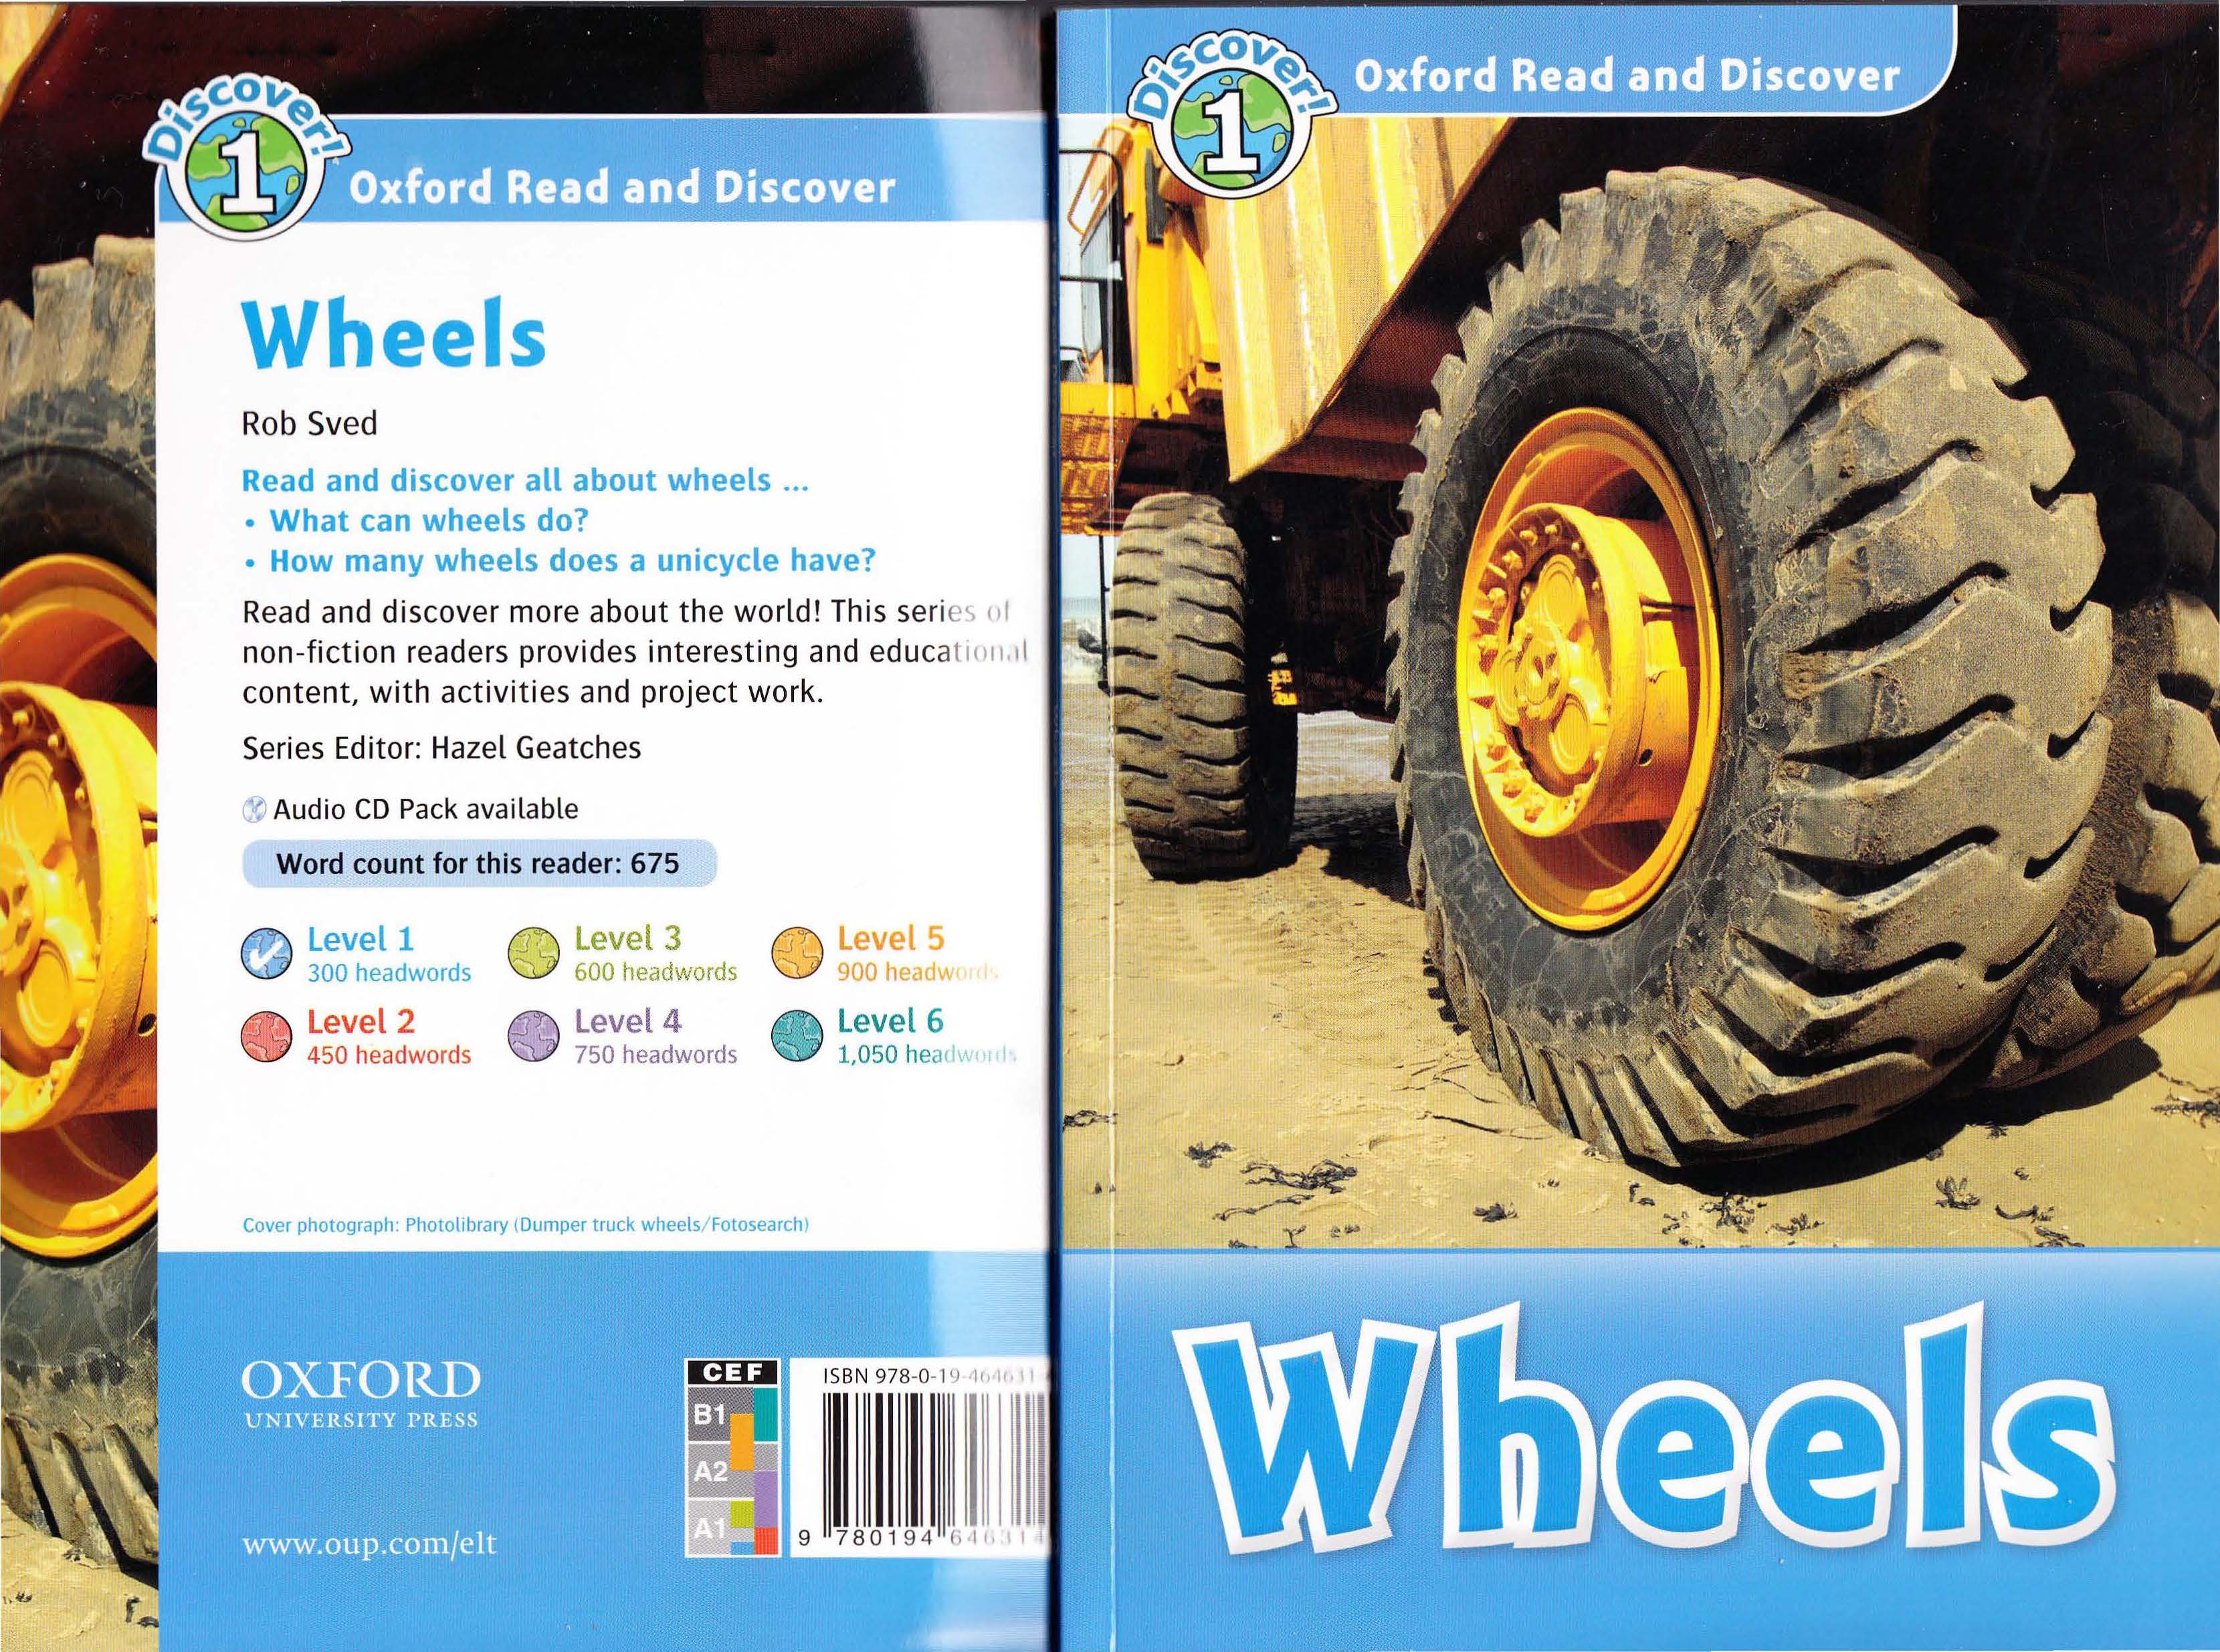 Discover!
1
Oxford Read and Discover
Wheels
Rob Sved
Read and discover all about wheels ...
• What can wheels do?
• How many wheels does a unicycle have?
Read and discover more about the world! This series of
non-fiction readers provides interesting and educational
content, with activities and project work.
Series Editor: Hazel Geatches
Audio CD Pack available
Word count for this reader: 675
Level 1
300 headwords
Level 3
600 headwords
Level 5
900 headwords
Level 2
450 headwords
Level 4
750 headwords
Level 6
1,050 headwords
Cover photograph: Photolibrary (Dumper truck wheels/Fotosearch)
OXFORD
UNIVERSITY PRESS
www.oup.com/elt
CEF
B1
A2
A1
ISBN 978-0-19-464631-4
9 780194 646314
Discover!
1
Oxford Read and Discover
Wheels